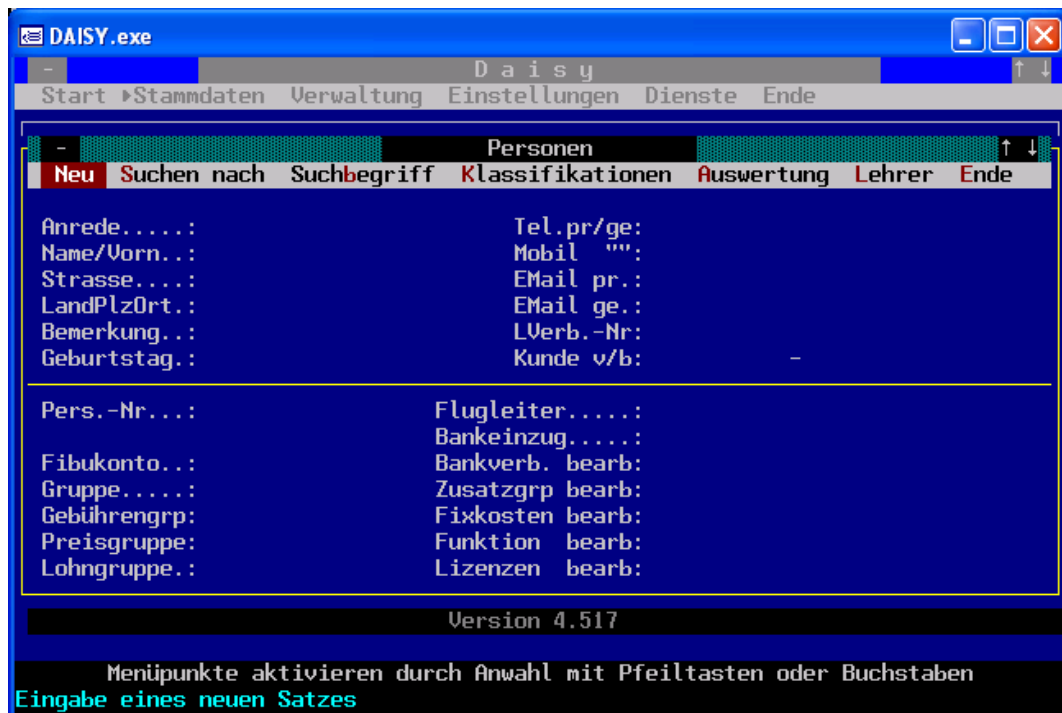 DAISY.exe
- Daisy ↑ ↓
Start ▸Stammdaten Verwaltung Einstellungen Dienste Ende
- Personen ↑ ↓
Neu Suchen nach Suchbegriff Klassifikationen Auswertung Lehrer Ende
Anrede.....: Tel.pr/ge:
Name/Vorn..: Mobil "":
Strasse....: EMail pr.:
LandPlzOrt.: EMail ge.:
Bemerkung..: LVerb.-Nr:
Geburtstag.: Kunde v/b: -
Pers.-Nr...: Flugleiter.....:
Bankeinzug.....:
Fibukonto..: Bankverb. bearb:
Gruppe.....: Zusatzgrp bearb:
Gebührengrp: Fixkosten bearb:
Preisgruppe: Funktion bearb:
Lohngruppe.: Lizenzen bearb:
Version 4.517
Menüpunkte aktivieren durch Anwahl mit Pfeiltasten oder Buchstaben
Eingabe eines neuen Satzes